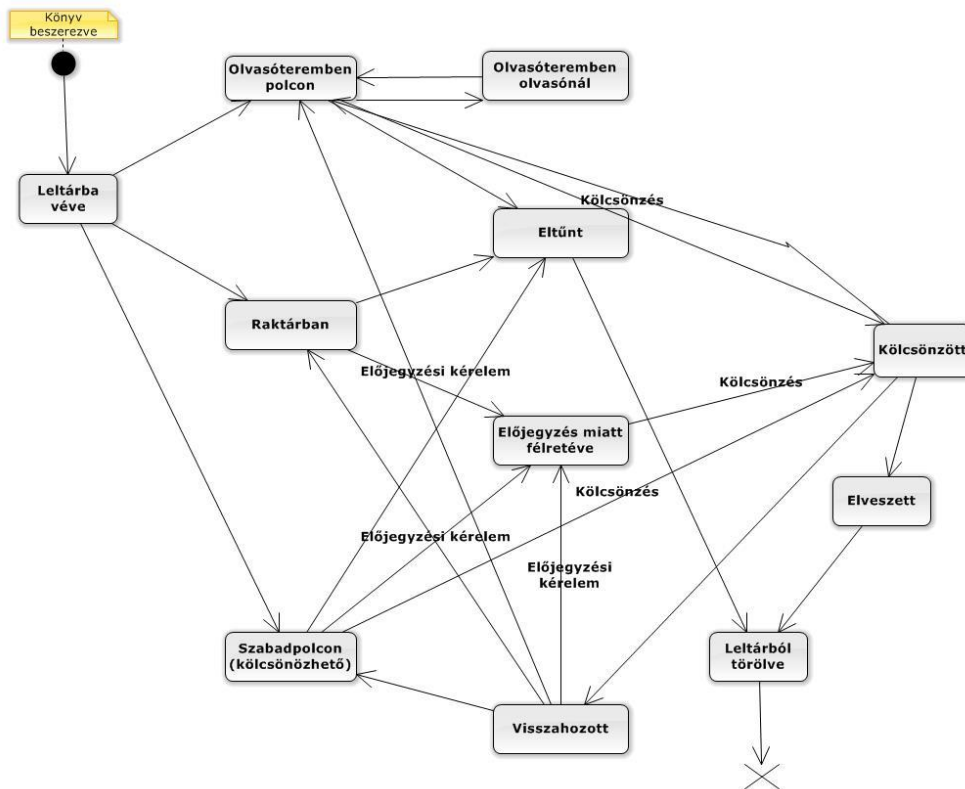 Könyv
beszerezve
Olvasóteremben
polcon
Olvasóteremben
olvasónál
Leltárba
véve
Kölcsönzés
Eltűnt
Raktárban
Kölcsönzött
Előjegyzési kérelem
Kölcsönzés
Előjegyzés miatt
félretéve
Kölcsönzés
Elveszett
Előjegyzési kérelem
Előjegyzési
kérelem
Szabadpolcon
(kölcsönözhető)
Leltárból
törölve
Visszahozott